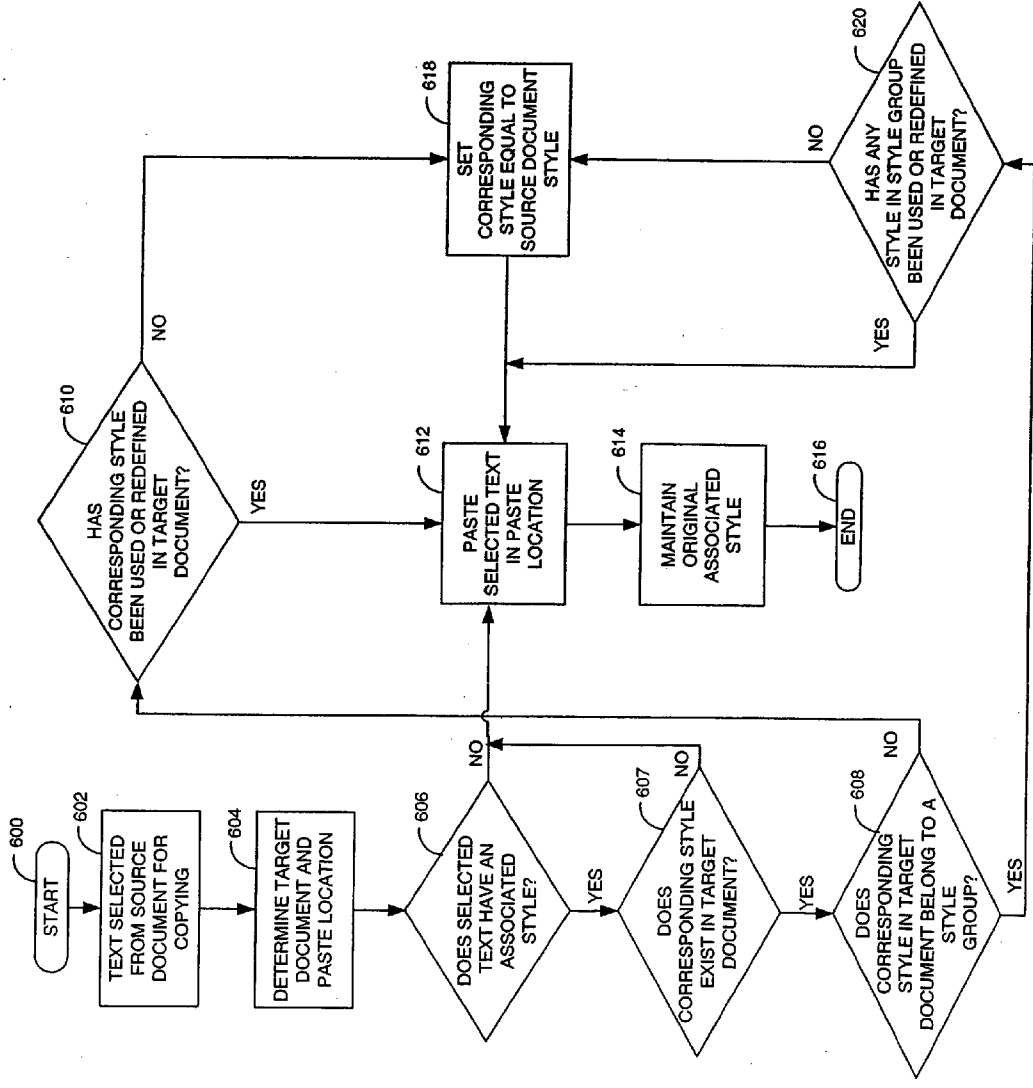 600
START
602
TEXT SELECTED
FROM SOURCE
DOCUMENT FOR
COPYING
604
DETERMINE TARGET
DOCUMENT AND
PASTE LOCATION
606
DOES SELECTED
TEXT HAVE AN
ASSOCIATED
STYLE?
NO
YES
607
DOES
CORRESPONDING STYLE
EXIST IN TARGET
DOCUMENT?
NO
YES
608
DOES
CORRESPONDING
STYLE IN TARGET
DOCUMENT BELONG TO A
STYLE
GROUP?
NO
YES
610
HAS
CORRESPONDING STYLE
BEEN USED OR REDEFINED
IN TARGET
DOCUMENT?
NO
YES
612
PASTE
SELECTED TEXT
IN PASTE
LOCATION
614
MAINTAIN
ORIGINAL
ASSOCIATED
STYLE
616
END
618
SET
CORRESPONDING
STYLE EQUAL TO
SOURCE DOCUMENT
STYLE
620
HAS ANY
STYLE IN STYLE GROUP
BEEN USED OR REDEFINED
IN TARGET
DOCUMENT?
NO
YES